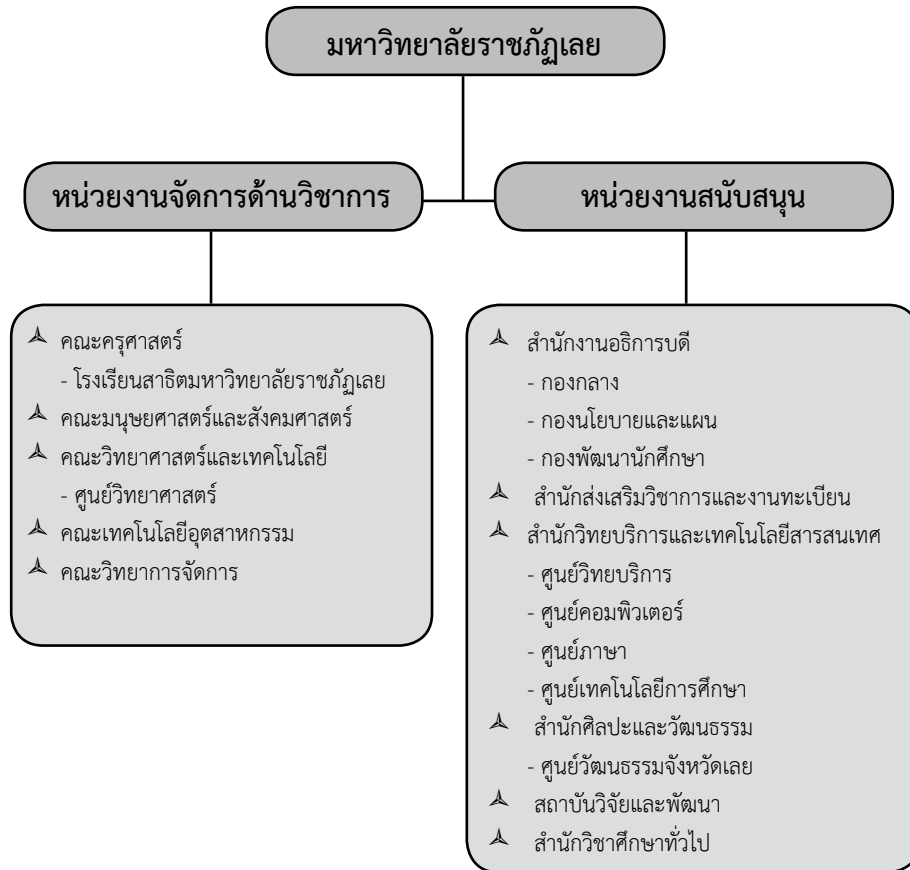 มหาวิทยาลัยราชภัฏเลย
หน่วยงานจัดการด้านวิชาการ
หน่วยงานสนับสนุน
คณะครุศาสตร์
- โรงเรียนสาธิตมหาวิทยาลัยราชภัฏเลย
คณะมนุษยศาสตร์และสังคมศาสตร์
คณะวิทยาศาสตร์และเทคโนโลยี
- ศูนย์วิทยาศาสตร์
คณะเทคโนโลยีอุตสาหกรรม
คณะวิทยาการจัดการ
สำนักงานอธิการบดี
- กองกลาง
- กองนโยบายและแผน
- กองพัฒนานักศึกษา
สำนักส่งเสริมวิชาการและงานทะเบียน
สำนักวิทยบริการและเทคโนโลยีสารสนเทศ
- ศูนย์วิทยบริการ
- ศูนย์คอมพิวเตอร์
- ศูนย์ภาษา
- ศูนย์เทคโนโลยีการศึกษา
สำนักศิลปะและวัฒนธรรม
- ศูนย์วัฒนธรรมจังหวัดเลย
สถาบันวิจัยและพัฒนา
สำนักวิชาศึกษาทั่วไป